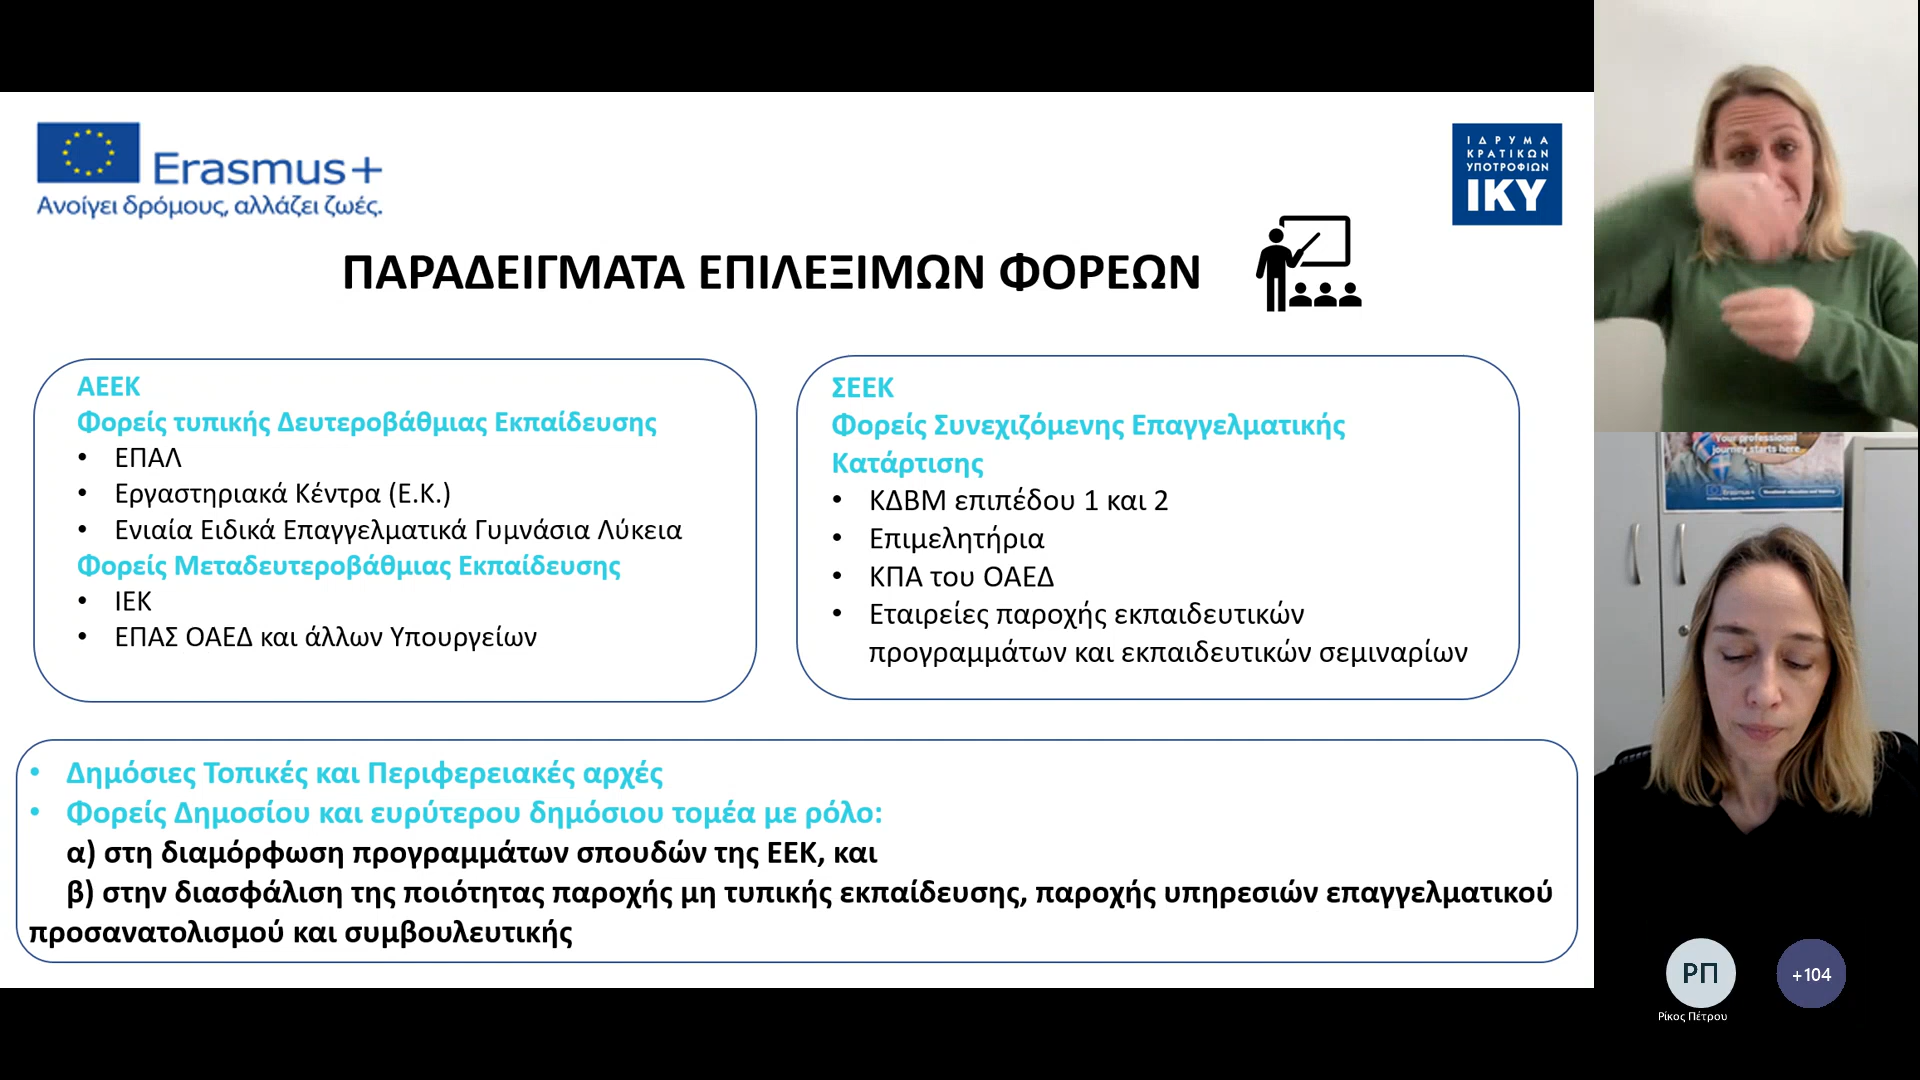 Erasmus+
Ανοίγει δρόμους, αλλάζει ζωές.
ΙΔΡΥΜΑ
ΚΡΑΤΙΚΩΝ
ΥΠΟΤΡΟΦΙΩΝ
ΙΚΥ
ΠΑΡΑΔΕΙΓΜΑΤΑ ΕΠΙΛΕΞΙΜΩΝ ΦΟΡΕΩΝ
ΑΕΕΚ
Φορείς τυπικής Δευτεροβάθμιας Εκπαίδευσης
• ΕΠΑΛ
• Εργαστηριακά Κέντρα (Ε.Κ.)
• Ενιαία Ειδικά Επαγγελματικά Γυμνάσια Λύκεια
Φορείς Μεταδευτεροβάθμιας Εκπαίδευσης
• ΙΕΚ
• ΕΠΑΣ ΟΑΕΔ και άλλων Υπουργείων
ΣΕΕΚ
Φορείς Συνεχιζόμενης Επαγγελματικής
Κατάρτισης
• ΚΔΒΜ επιπέδου 1 και 2
• Επιμελητήρια
• ΚΠΑ του ΟΑΕΔ
• Εταιρείες παροχής εκπαιδευτικών
προγραμμάτων και εκπαιδευτικών σεμιναρίων
• Δημόσιες Τοπικές και Περιφερειακές αρχές
• Φορείς Δημοσίου και ευρύτερου δημόσιου τομέα με ρόλο:
α) στη διαμόρφωση προγραμμάτων σπουδών της ΕΕΚ, και
β) στην διασφάλιση της ποιότητας παροχής μη τυπικής εκπαίδευσης, παροχής υπηρεσιών επαγγελματικού
προσανατολισμού και συμβουλευτικής
Your professional
journey starts here
Erasmus+
ΡΠ
+104
Ρίκος Πέτρου